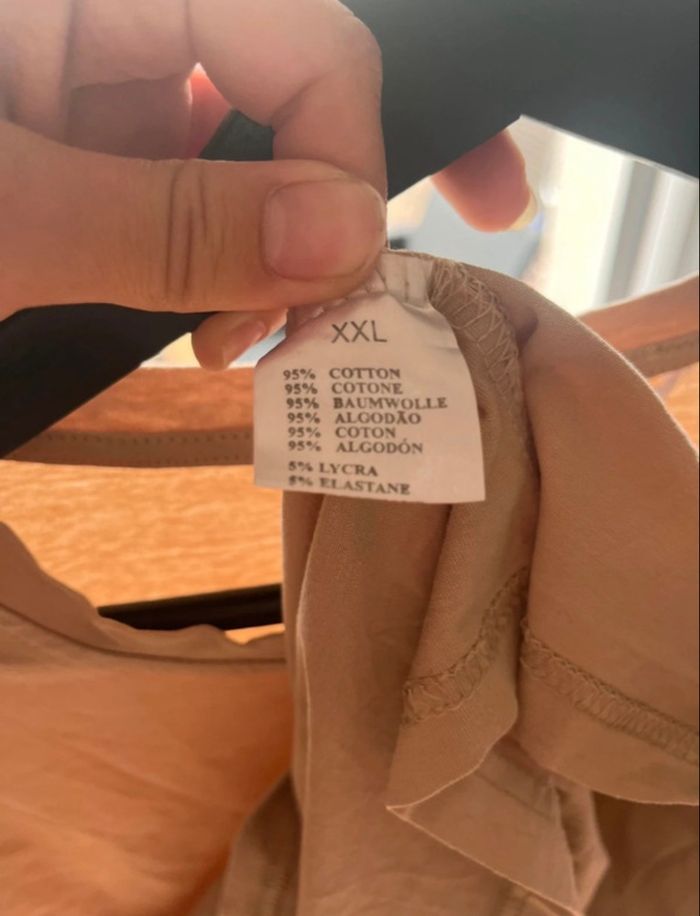 XXL
95% COTTON
95% COTONE
95% BAUMWOLLE
95% ALGODÃO
95% COTON
95% ALGODÓN
5% LYCRA
5% ELASTANE